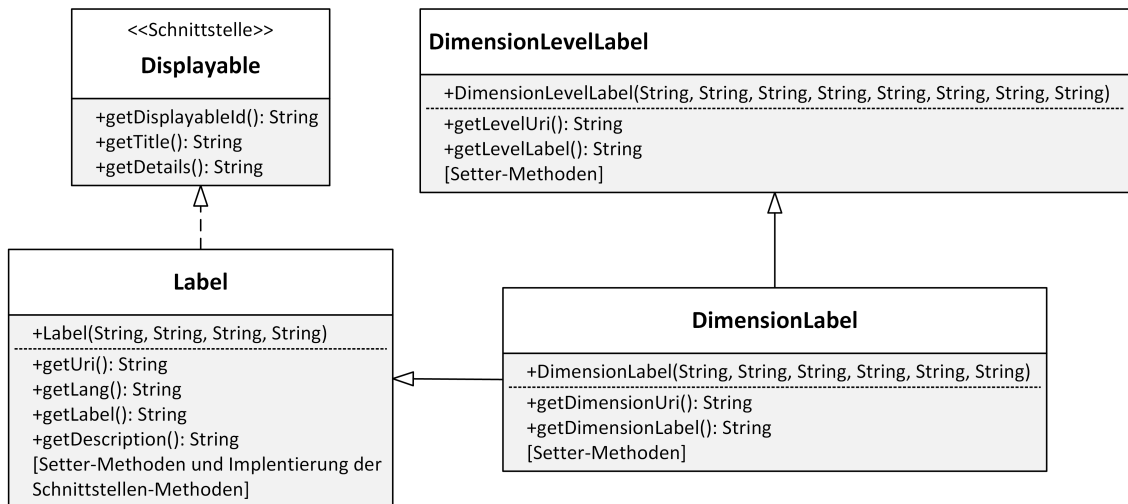 <<Schnittstelle>>
Displayable
+getDisplayableId(): String
+getTitle(): String
+getDetails(): String
DimensionLevelLabel
+DimensionLevelLabel(String, String, String, String, String, String, String, String)
+getLevelUri(): String
+getLevelLabel(): String
[Setter-Methoden]
Label
+Label(String, String, String, String)
+getUri(): String
+getLang(): String
+getLabel(): String
+getDescription(): String
[Setter-Methoden und Implentierung der
Schnittstellen-Methoden]
DimensionLabel
+DimensionLabel(String, String, String, String, String, String)
+getDimensionUri(): String
+getDimensionLabel(): String
[Setter-Methoden]